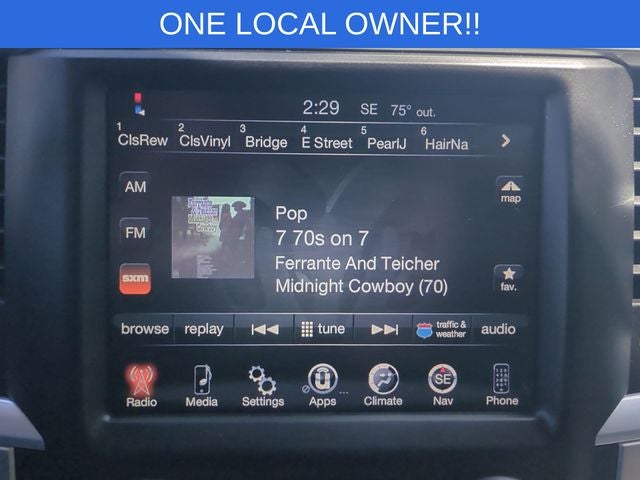 ONE LOCAL OWNER!!
2:29 SE 75° out.
1 ClsRew 2 ClsVinyl 3 Bridge 4 E Street 5 PearlJ 6 HairNa
AM
map
FM
sxm
fav.
Pop
7 70s on 7
Ferrante And Teicher
Midnight Cowboy (70)
browse replay tune traffic & weather audio
Radio Media Settings Apps ... Climate SE Nav Phone